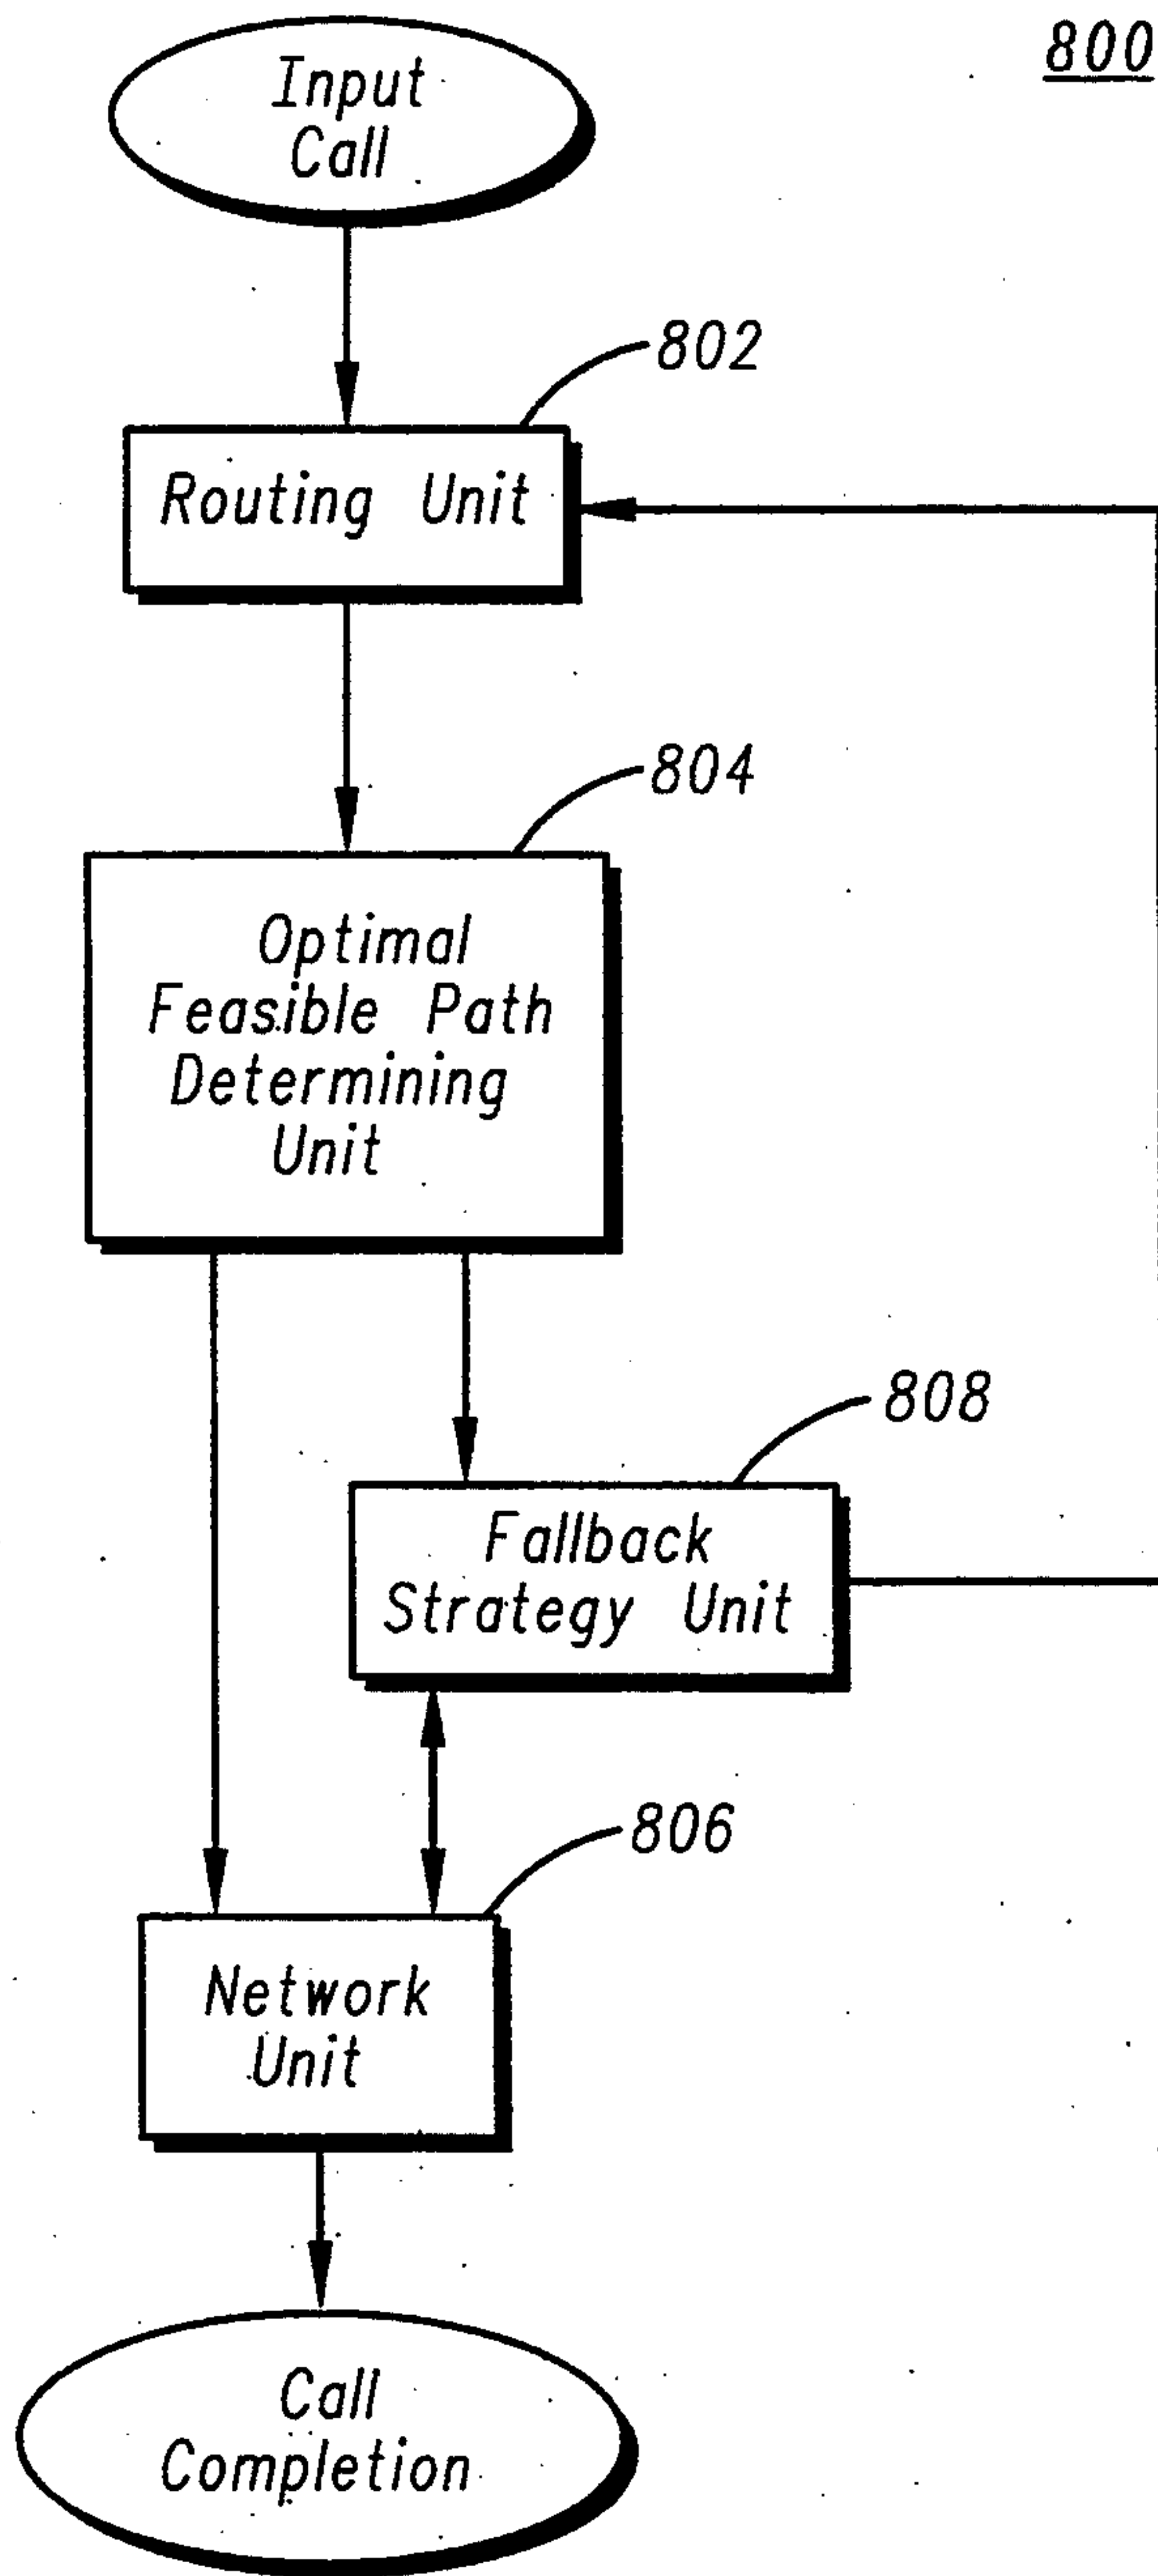 800
Input
Call
802
Routing Unit
804
Optimal
Feasible Path
Determining
Unit
808
Fallback
Strategy Unit
806
Network
Unit
Call
Completion